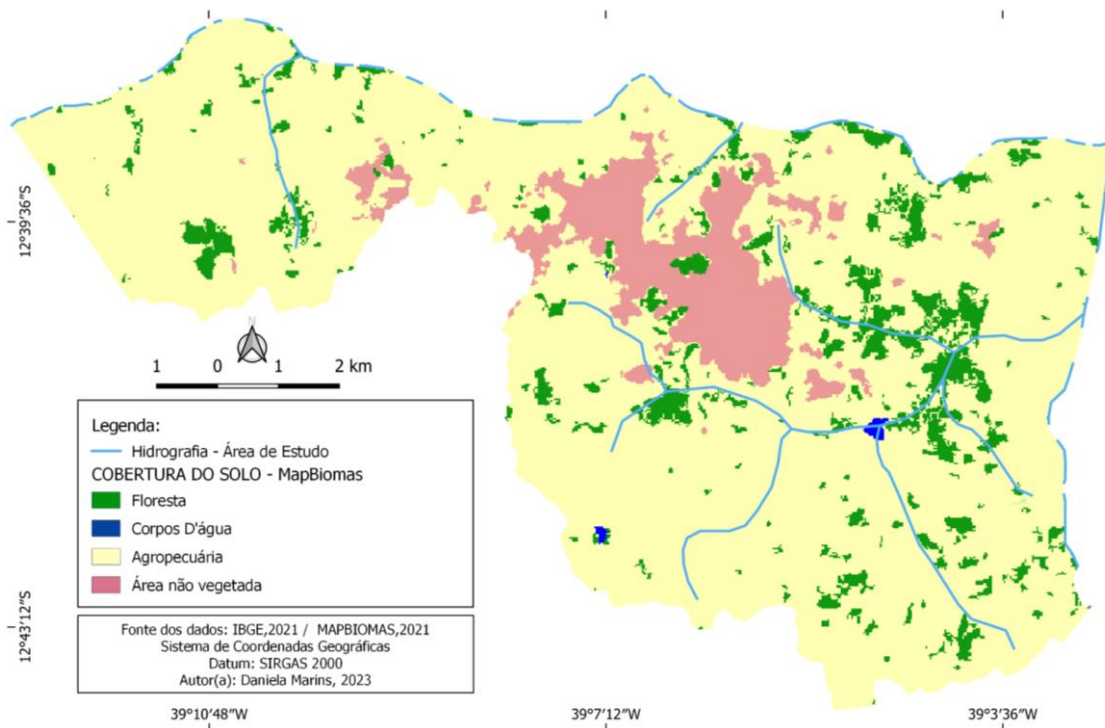 12°39'36"S
N
1 0 1 2 km
Legenda:
Hidrografia - Área de Estudo
COBERTURA DO SOLO - MapBiomas
Floresta
Corpos D'água
Agropecuária
Área não vegetada
12°43'12"S
Fonte dos dados: IBGE,2021 / MAPBIOMAS,2021
Sistema de Coordenadas Geográficas
Datum: SIRGAS 2000
Autor(a): Daniela Marins, 2023
39°10'48"W 39°7'12"W 39°3'36"W